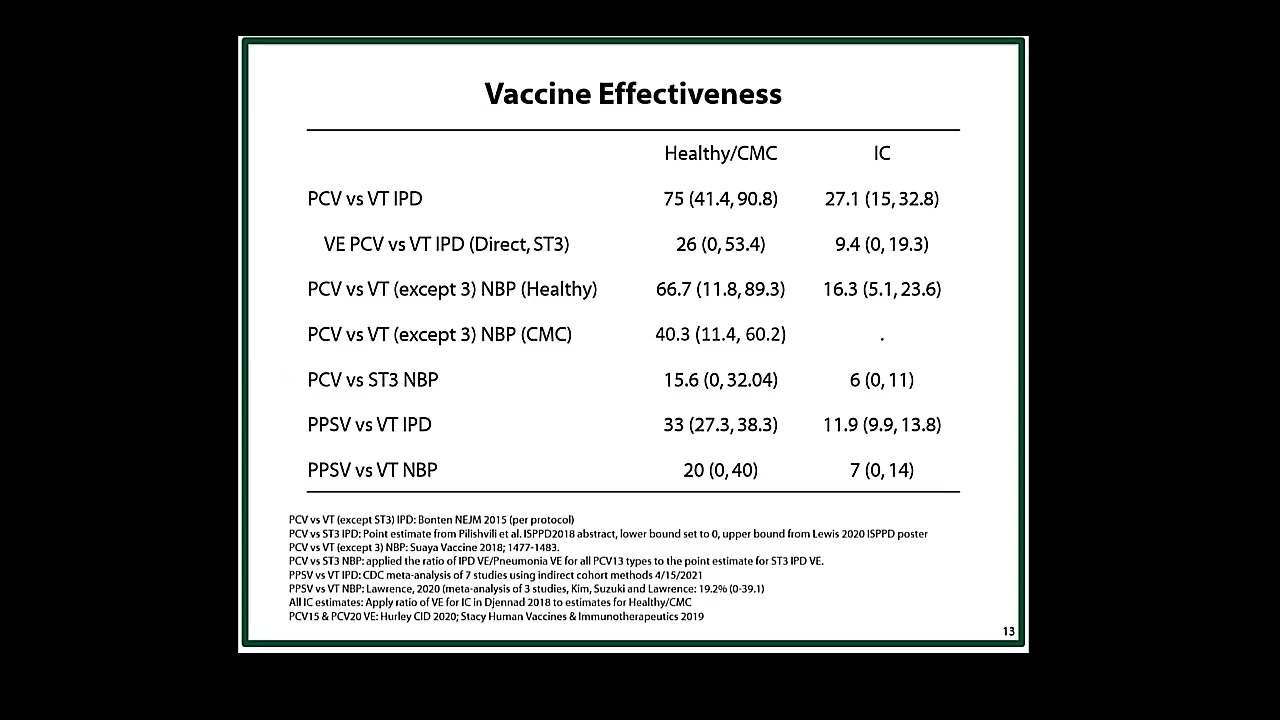 Vaccine Effectiveness
Healthy/CMC IC
PCV vs VT IPD 75 (41.4, 90.8) 27.1 (15, 32.8)
VE PCV vs VT IPD (Direct, ST3) 26 (0, 53.4) 9.4 (0, 19.3)
PCV vs VT (except 3) NBP (Healthy) 66.7 (11.8, 89.3) 16.3 (5.1, 23.6)
PCV vs VT (except 3) NBP (CMC) 40.3 (11.4, 60.2) .
PCV vs ST3 NBP 15.6 (0, 32.04) 6 (0, 11)
PPSV vs VT IPD 33 (27.3, 38.3) 11.9 (9.9, 13.8)
PPSV vs VT NBP 20 (0, 40) 7 (0, 14)
PCV vs VT (except ST3) IPD: Bonten NEJM 2015 (per protocol)
PCV vs ST3 IPD: Point estimate from Pilishvili et al. ISPPD2018 abstract, lower bound set to 0, upper bound from Lewis 2020 ISPPD poster
PCV vs VT (except 3) NBP: Suaya Vaccine 2018; 1477-1483.
PCV vs ST3 NBP: applied the ratio of IPD VE/Pneumonia VE for all PCV13 types to the point estimate for ST3 IPD VE.
PPSV vs VT IPD: CDC meta-analysis of 7 studies using indirect cohort methods 4/15/2021
PPSV vs VT NBP: Lawrence, 2020 (meta-analysis of 3 studies, Kim, Suzuki and Lawrence: 19.2% (0-39.1)
All IC estimates: Apply ratio of VE for IC in Djennad 2018 to estimates for Healthy/CMC
PCV15 & PCV20 VE: Hurley CID 2020; Stacy Human Vaccines & Immunotherapeutics 2019
13